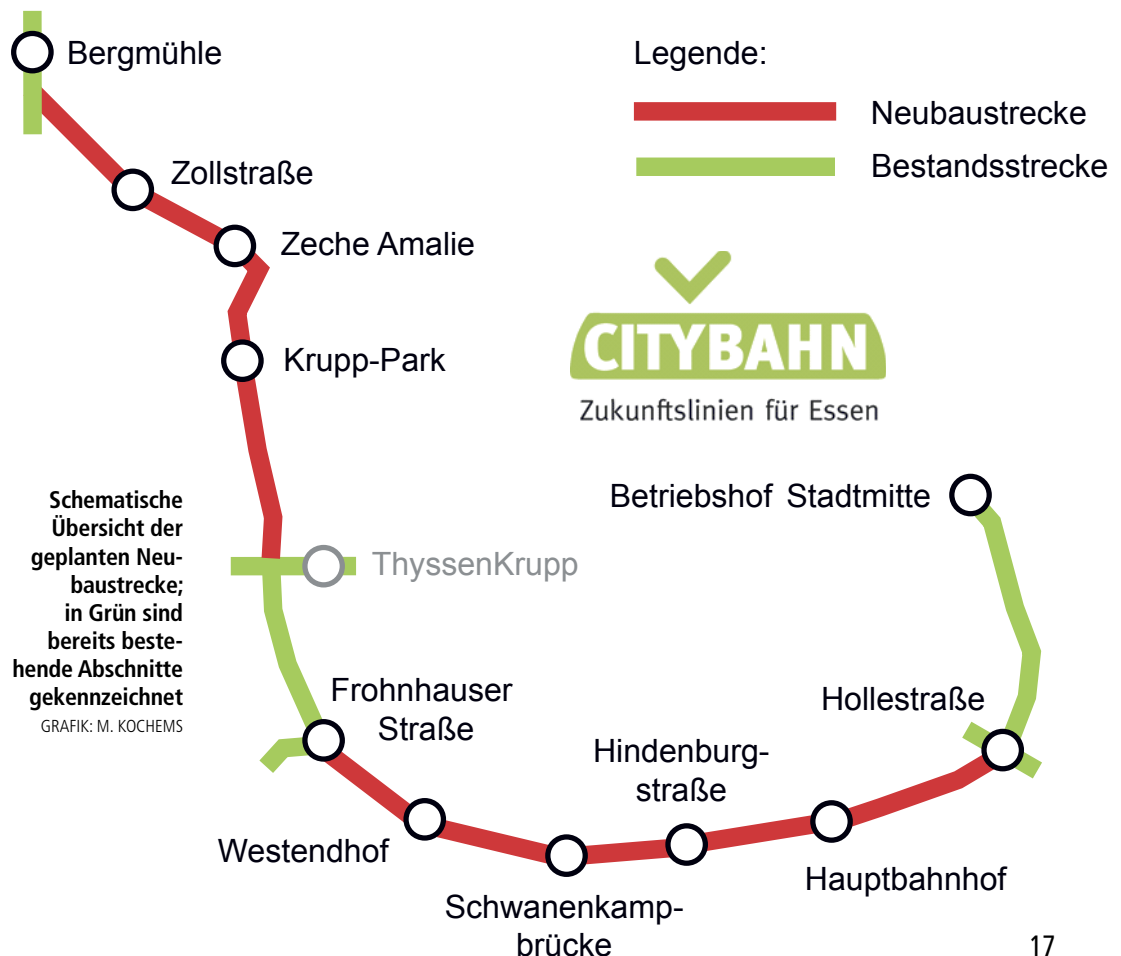 Bergmühle
Legende:
Neubaustrecke
Bestandsstrecke
Zollstraße
Zeche Amalie
CITYBAHN
Zukunftslinien für Essen
Krupp-Park
Betriebshof Stadtmitte
Schematische
Übersicht der
geplanten Neu-
baustrecke;
in Grün sind
bereits beste-
hende Abschnitte
gekennzeichnet
GRAFIK: M. KOCHEMS
ThyssenKrupp
Frohnhauser
Straße
Hollestraße
Hindenburg-
straße
Westendhof
Hauptbahnhof
Schwanenkamp-
brücke
17